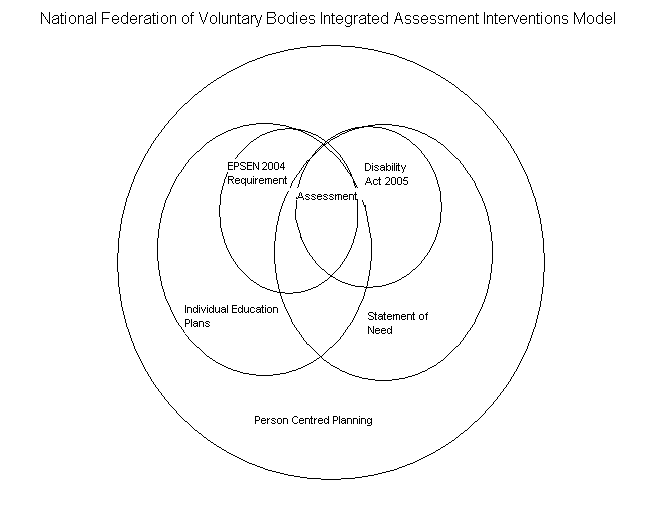 National Federation of Voluntary Bodies Integrated Assessment Interventions Model
EPSEN 2004
Requirement
Disability
Act 2005
Assessment
Individual Education
Plans
Statement of
Need
Person Centred Planning